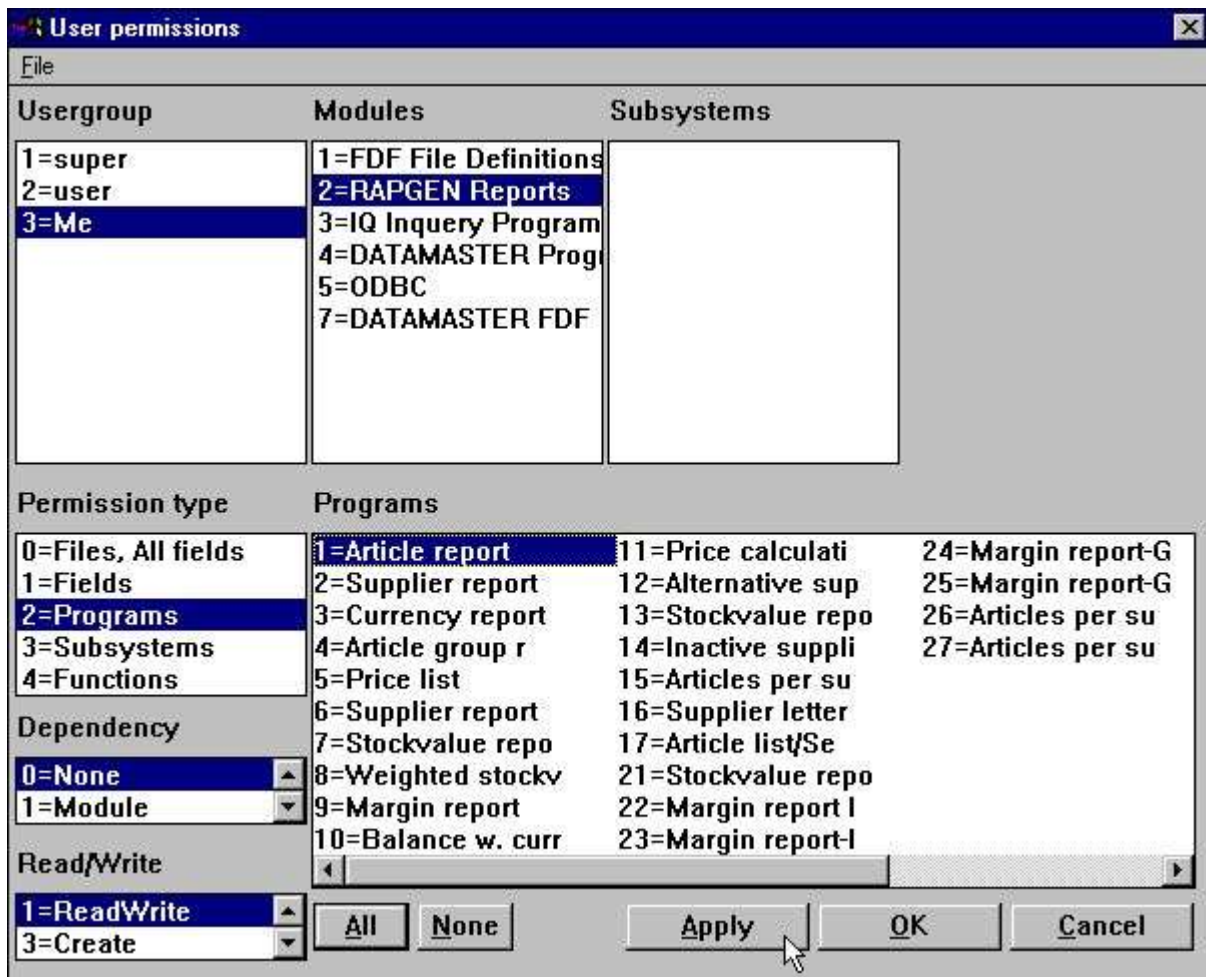 User permissions
File
Usergroup
1=super
2=user
3=Me
Modules
1=FDF File Definitions
2=RAPGEN Reports
3=IQ Inquery Program
4=DATAMASTER Progr
5=ODBC
7=DATAMASTER FDF
Subsystems
Permission type
0=Files, All fields
1=Fields
2=Programs
3=Subsystems
4=Functions
Dependency
0=None
1=Module
Read/Write
1=ReadWrite
3=Create
Programs
1=Article report
2=Supplier report
3=Currency report
4=Article group r
5=Price list
6=Supplier report
7=Stockvalue repo
8=Weighted stockv
9=Margin report
10=Balance w. curr
11=Price calculati
12=Alternative sup
13=Stockvalue repo
14=Inactive suppli
15=Articles per su
16=Supplier letter
17=Article list/Se
21=Stockvalue repo
22=Margin report I
23=Margin report-I
24=Margin report-G
25=Margin report-G
26=Articles per su
27=Articles per su
All
None
Apply
OK
Cancel